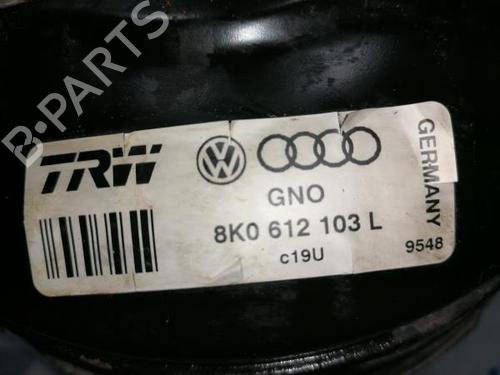 B-PARTS
TRW
GNO
8K0 612 103 L
c19U
GERMANY
9548